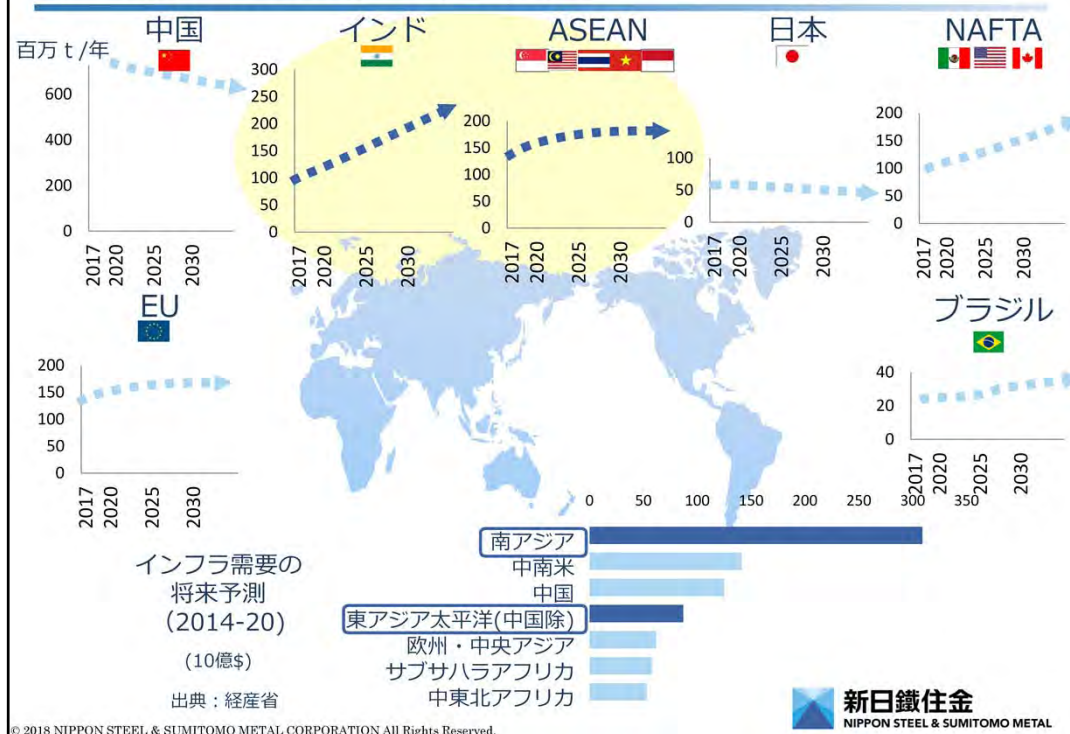 中国
インド
ASEAN
日本
NAFTA
百万t/年
600
400
200
0
2017
2020
2025
2030
300
250
200
150
100
50
0
2017
2020
2025
2030
200
150
100
50
0
2017
2020
2025
2030
100
50
0
2017
2020
2025
2030
200
150
100
50
0
2017
2020
2025
2030
EU
200
150
100
50
0
2017
2020
2025
2030
ブラジル
40
20
0
2017
2020
2025
2030
0 50 100 150 200 250 300 350
インフラ需要の
将来予測
(2014-20)
(10億$)
出典:経産省
南アジア
中南米
中国
東アジア太平洋(中国除)
欧州・中央アジア
サブサハラアフリカ
中東北アフリカ
新日鐵住金
NIPPON STEEL & SUMITOMO METAL
© 2018 NIPPON STEEL & SUMITOMO METAL CORPORATION All Rights Reserved.